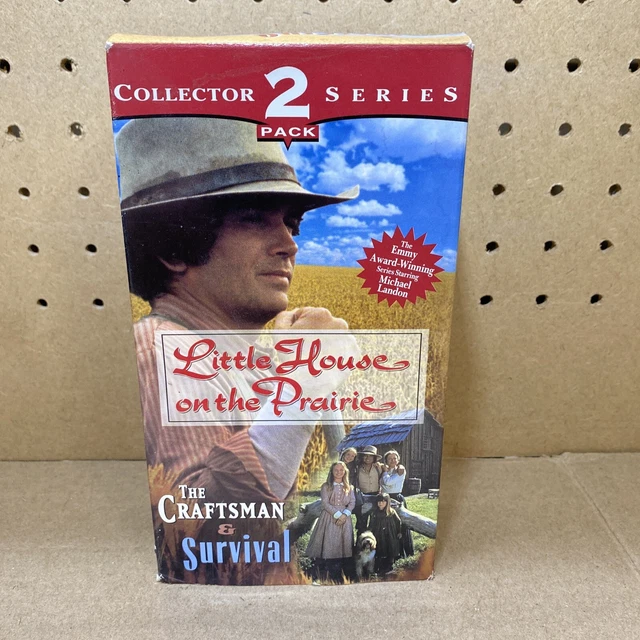 COLLECTOR 2 SERIES
PACK
The
Emmy
Award-Winning
Series Starring
Michael
Landon
Little House
on the Prairie
THE
CRAFTSMAN
&
Survival